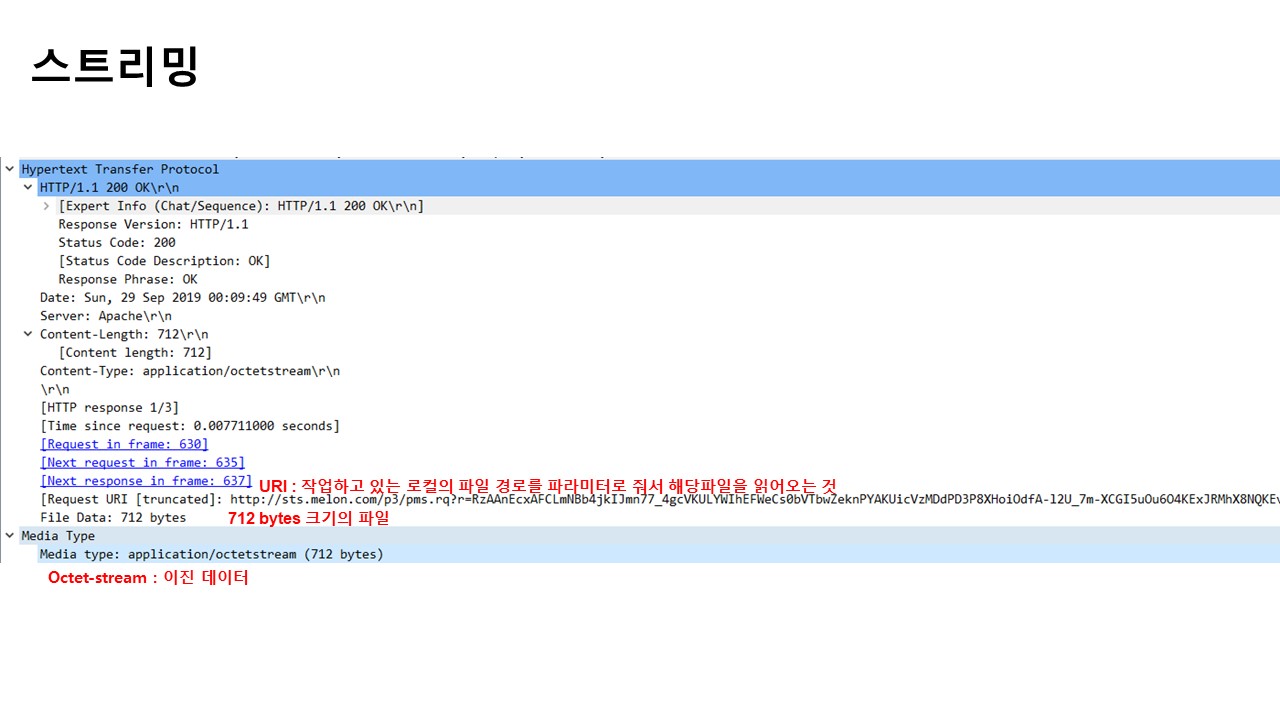 스트리밍
Hypertext Transfer Protocol
HTTP/1.1 200 OK\r\n
[Expert Info (Chat/Sequence): HTTP/1.1 200 OK\r\n]
Response Version: HTTP/1.1
Status Code: 200
[Status Code Description: OK]
Response Phrase: OK
Date: Sun, 29 Sep 2019 00:09:49 GMT\r\n
Server: Apache\r\n
Content-Length: 712\r\n
[Content length: 712]
Content-Type: application/octetstream\r\n
\r\n
[HTTP response 1/3]
[Time since request: 0.007711000 seconds]
[Request in frame: 630]
[Next request in frame: 635]
[Next response in frame: 637]
URI : 작업하고 있는 로컬의 파일 경로를 파라미터로 줘서 해당파일을 읽어오는 것
[Request URI [truncated]: http://sts.melon.com/p3/pms.rq?r=RzAAnEcxAFCLmNBb4jkIJmn77_4gcVKULYWIhEFWeCs0bVTbwZeknPYAKUicVzMDdPD3P8XHoiOdfA-l2U_7m-XCGI5uOu6O4KExJRMhX8NQKEv
File Data: 712 bytes
712 bytes 크기의 파일
Media Type
Media type: application/octetstream (712 bytes)
Octet-stream : 이진 데이터